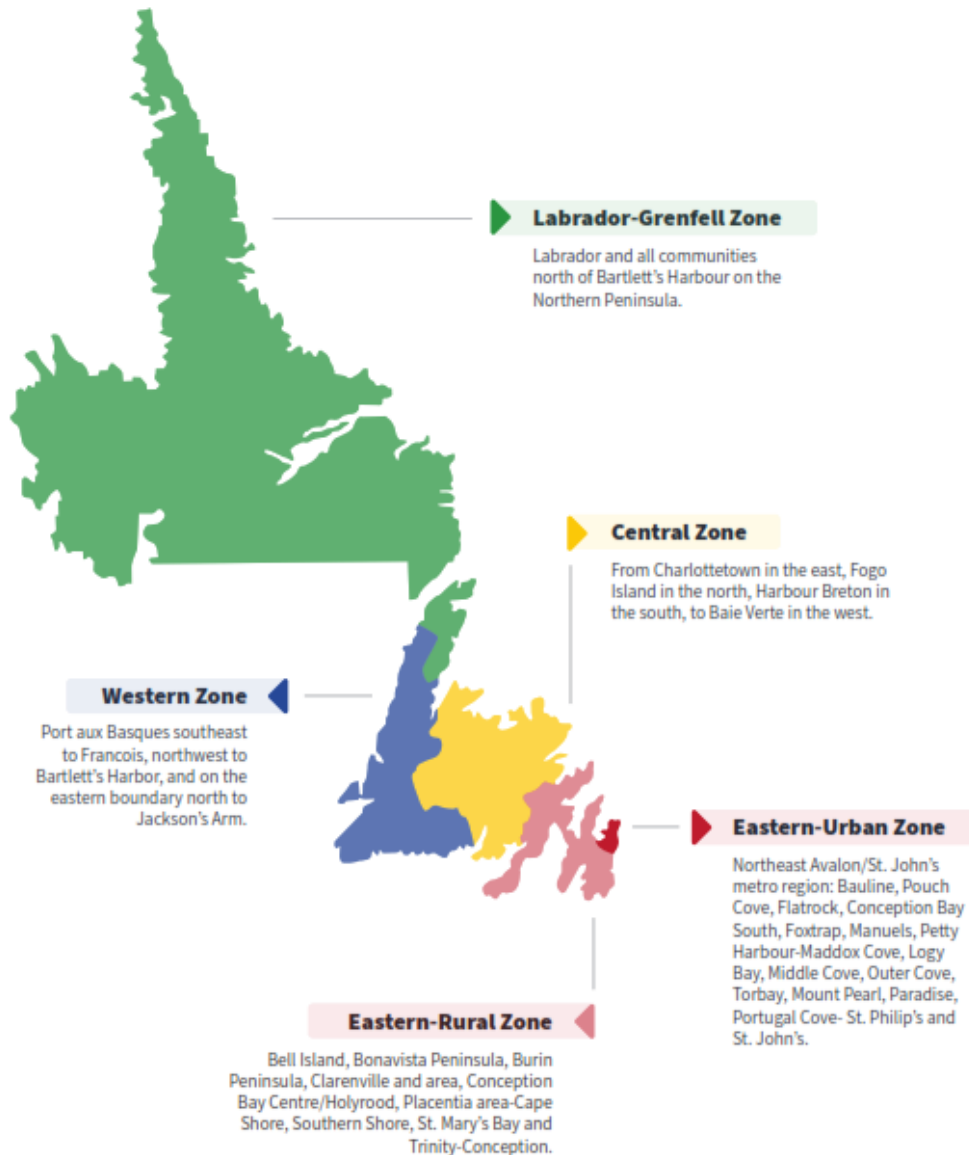 Labrador-Grenfell Zone
Labrador and all communities
north of Bartlett's Harbour on the
Northern Peninsula.
Central Zone
From Charlottetown in the east, Fogo
Island in the north, Harbour Breton in
the south, to Baie Verte in the west.
Western Zone
Port aux Basques southeast
to Francois, northwest to
Bartlett's Harbor, and on the
eastern boundary north to
Jackson's Arm.
Eastern-Urban Zone
Northeast Avalon/St. John's
metro region: Bauline, Pouch
Cove, Flatrock, Conception Bay
South, Foxtrap, Manuels, Petty
Harbour-Maddox Cove, Logy
Bay, Middle Cove, Outer Cove,
Torbay, Mount Pearl, Paradise,
Portugal Cove- St. Philip's and
St. John's.
Eastern-Rural Zone
Bell Island, Bonavista Peninsula, Burin
Peninsula, Clarenville and area, Conception
Bay Centre/Holyrood, Placentia area-Cape
Shore, Southern Shore, St. Mary's Bay and
Trinity-Conception.